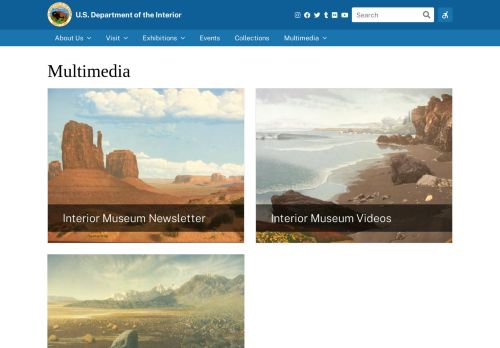 U.S. Department of the Interior
Search
About Us
Visit
Exhibitions
Events
Collections
Multimedia
Multimedia
Interior Museum Newsletter
Interior Museum Videos